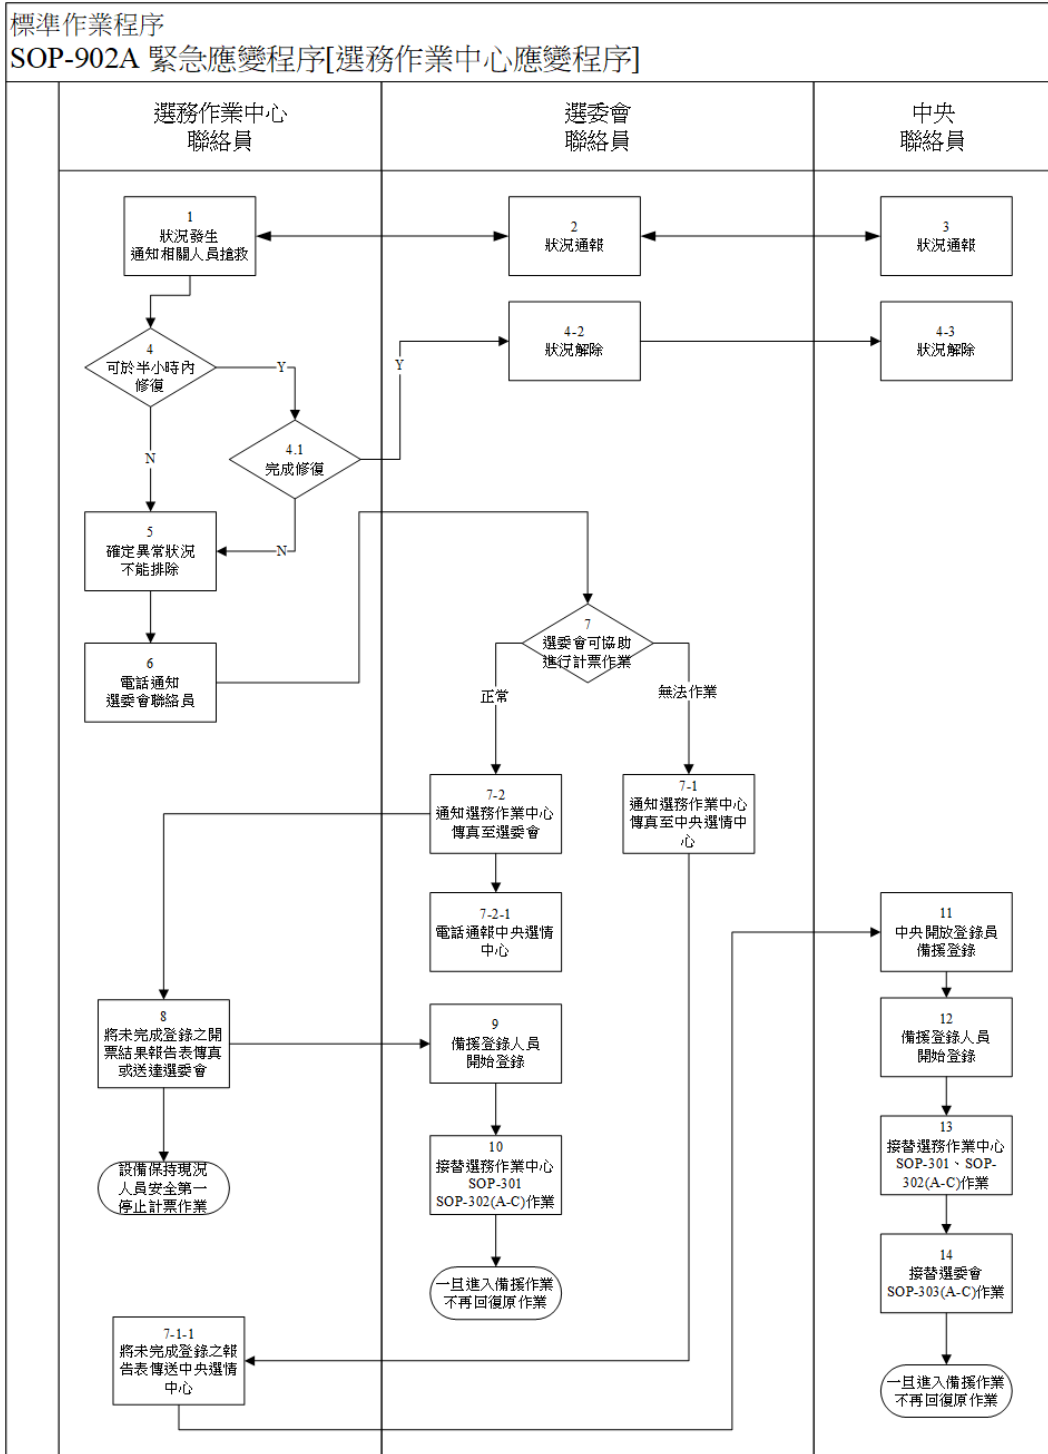 標準作業程序
SOP-902A 緊急應變程序[選務作業中心應變程序]
選務作業中心
聯絡員
選委會
聯絡員
中央
聯絡員
1
狀況發生
通知相關人員搶救
2
狀況通報
3
狀況通報
4
可於半小時內
修復
Y
4.1
完成修復
Y
4-2
狀況解除
4-3
狀況解除
N
N
5
確定異常狀況
不能排除
6
電話通知
選委會聯絡員
7
選委會可協助
進行計票作業
正常
無法作業
7-2
通知選務作業中心
傳真至選委會
7-1
通知選務作業中心
傳真至中央選情中
心
7-2-1
電話通報中央選情
中心
11
中央開放登錄員
備援登錄
8
將未完成登錄之開
票結果報告表傳真
或送達選委會
9
備援登錄人員
開始登錄
12
備援登錄人員
開始登錄
設備保持現況
人員安全第一
停止計票作業
10
接替選務作業中心
SOP-301
SOP-302(A-C)作業
13
接替選務作業中心
SOP-301、SOP-
302(A-C)作業
14
接替選委會
SOP-303(A-C)作業
一旦進入備援作業
不再回復原作業
7-1-1
將未完成登錄之報
告表傳送中央選情
中心
一旦進入備援作業
不再回復原作業